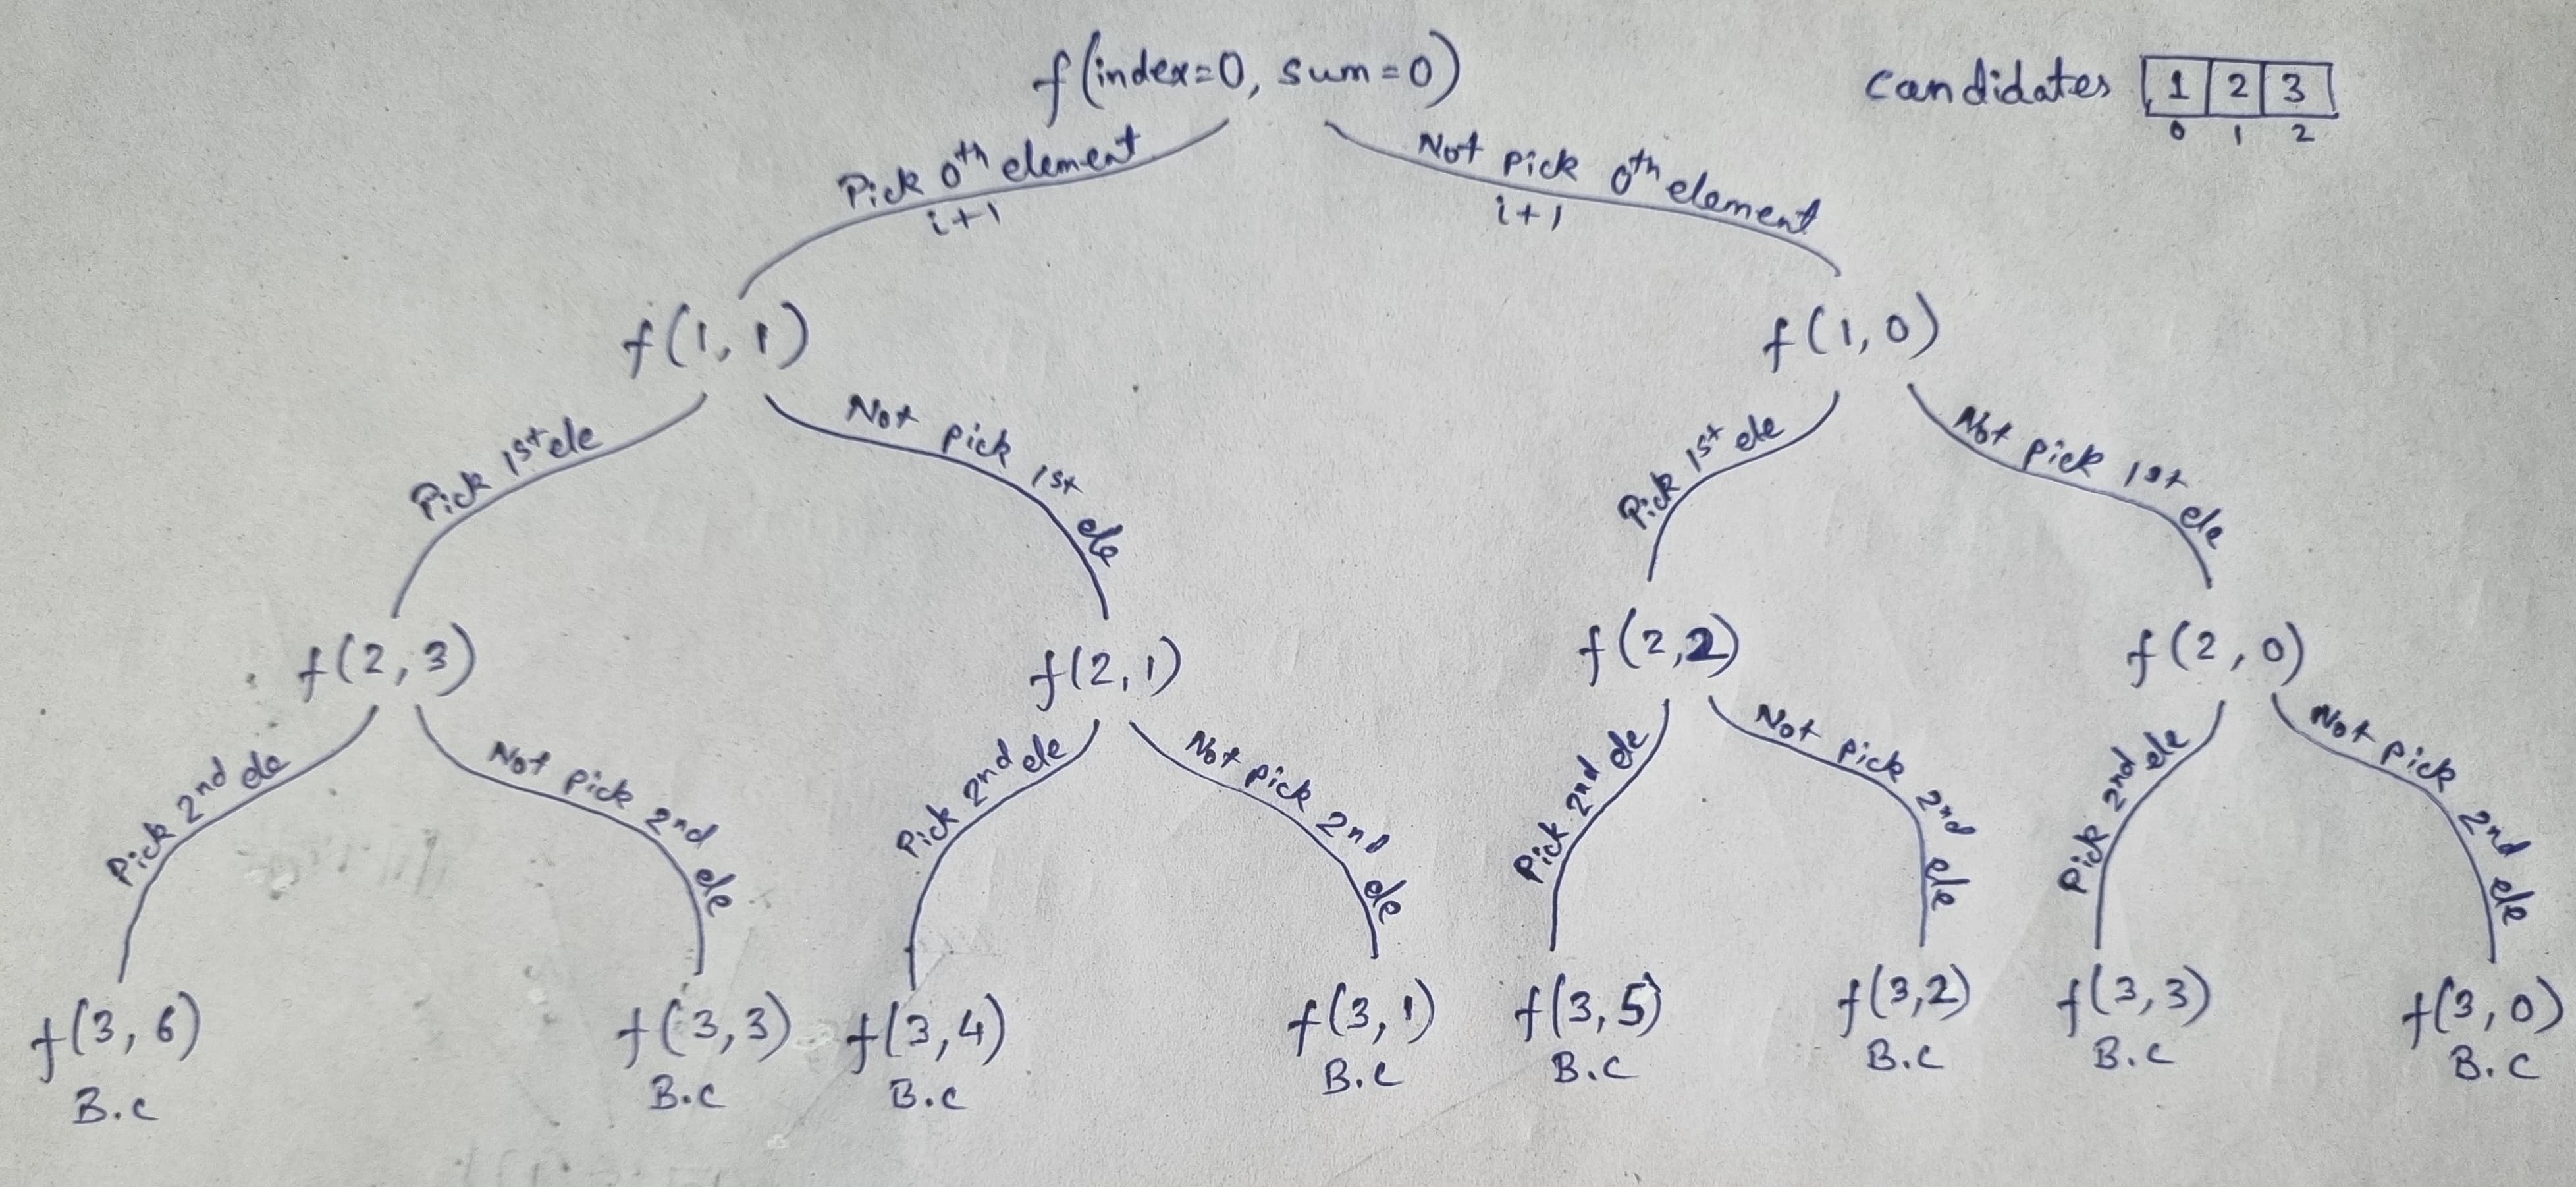 f(index=0, sum=0)
candidates 1 2 3
0 1 2
Pick 0th element
i+1
Not pick 0th element
i+1
f(1,1)
f(1,0)
Pick 1st ele
Not pick 1st ele
Pick 1st ele
Not pick 1st ele
f(2,3)
f(2,1)
f(2,2)
f(2,0)
Pick 2nd ele
Not pick 2nd ele
Pick 2nd ele
Not pick 2nd ele
Pick 2nd ele
Not pick 2nd ele
Pick 2nd ele
Not pick 2nd ele
f(3,6)
B.C
f(3,3)
B.C
f(3,4)
B.C
f(3,1)
B.C
f(3,5)
B.C
f(3,2)
B.C
f(3,3)
B.C
f(3,0)
B.C